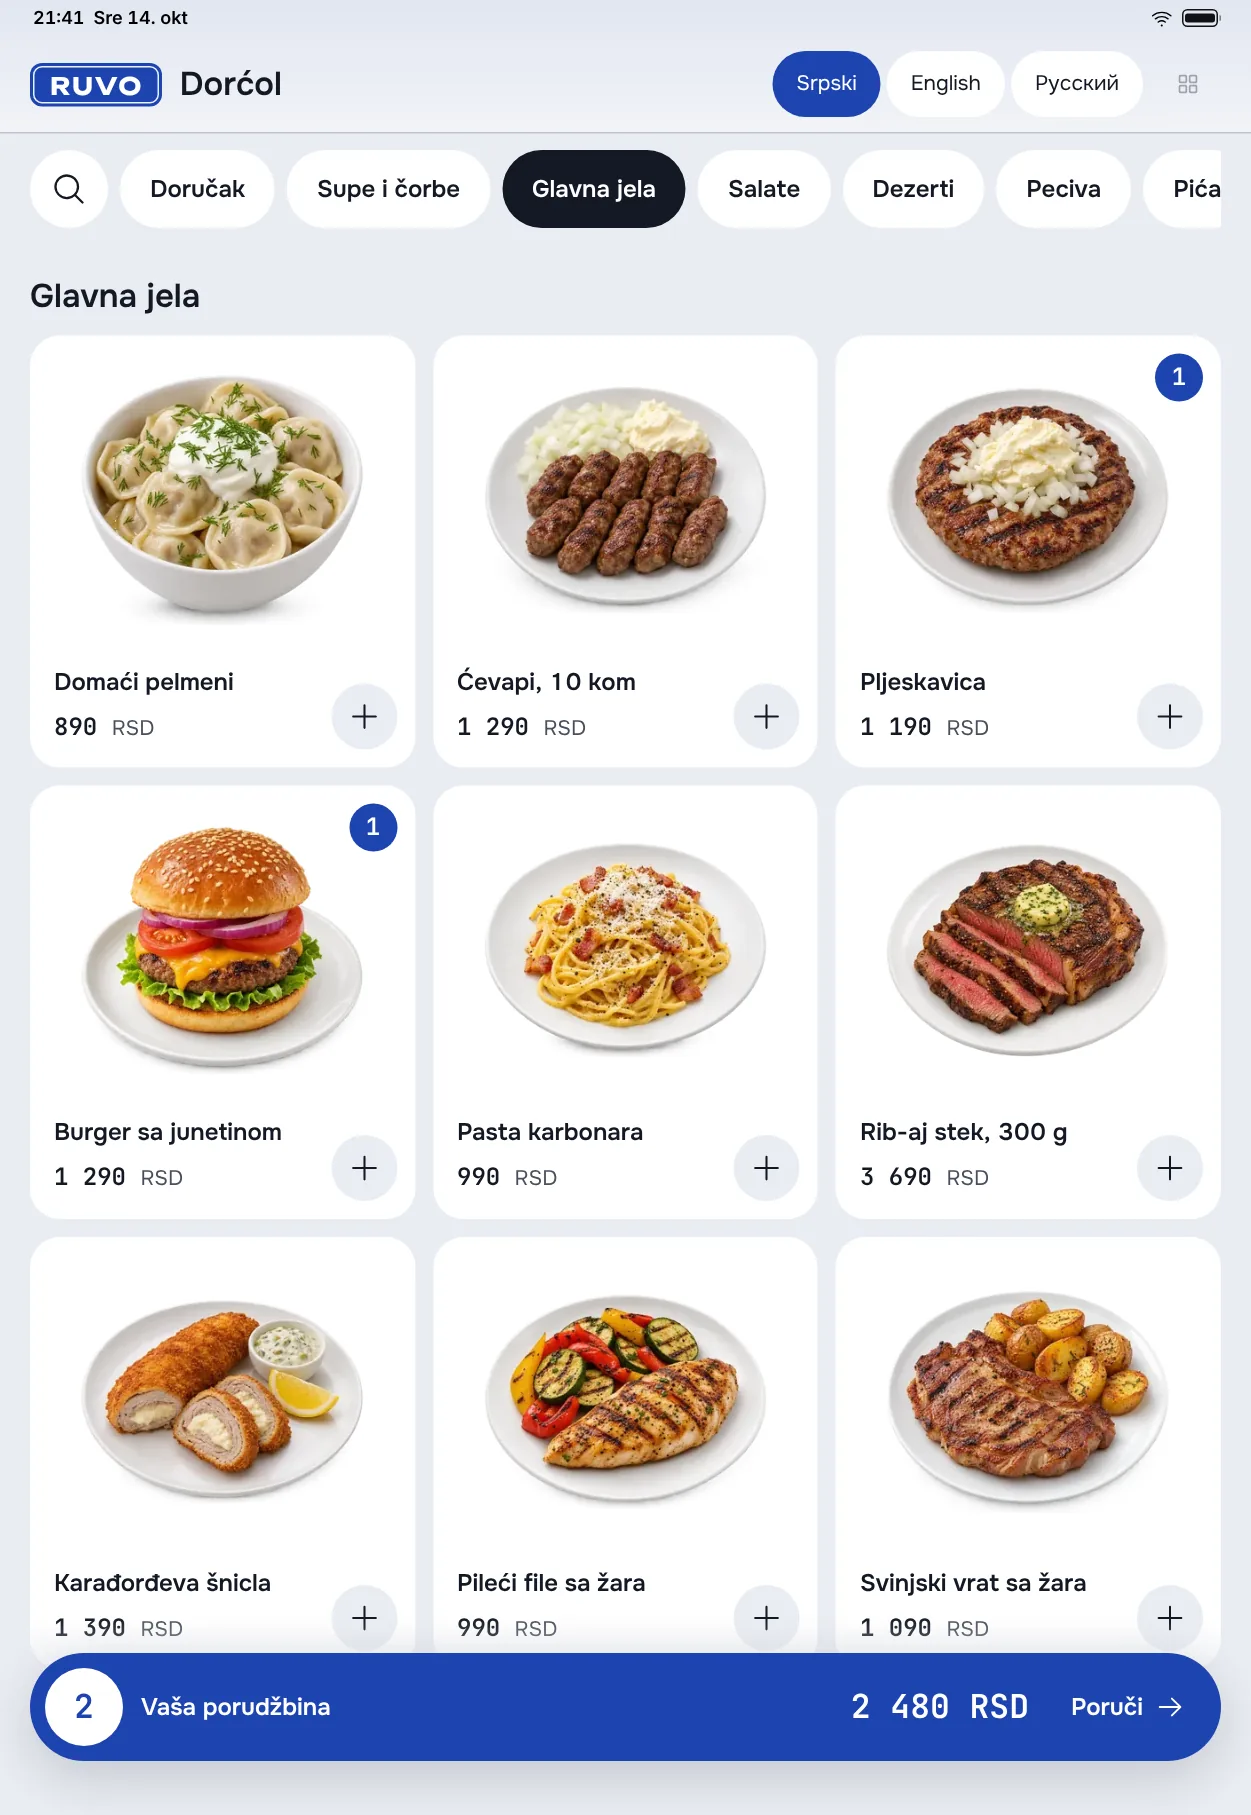 21:41 Sre 14. okt
RUVO Dorćol
Srpski English Русский
Doručak Supe i čorbe Glavna jela Salate Dezerti Peciva Pića
Glavna jela
1
Domaći pelmeni
890 RSD
Ćevapi, 10 kom
1 290 RSD
Pljeskavica
1 190 RSD
1
Burger sa junetinom
1 290 RSD
Pasta karbonara
990 RSD
Rib-aj stek, 300 g
3 690 RSD
Karađorđeva šnicla
1 390 RSD
Pileći file sa žara
990 RSD
Svinjski vrat sa žara
1 090 RSD
2 Vaša porudžbina 2 480 RSD Poruči